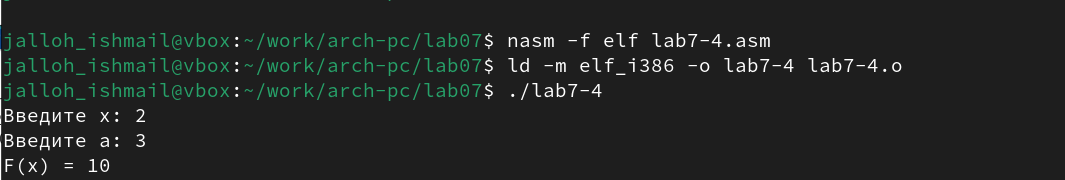 jalloh_ishmail@vbox:~/work/arch-pc/lab07$ nasm -f elf lab7-4.asm
jalloh_ishmail@vbox:~/work/arch-pc/lab07$ ld -m elf_i386 -o lab7-4 lab7-4.o
jalloh_ishmail@vbox:~/work/arch-pc/lab07$ ./lab7-4
Введите x: 2
Введите a: 3
F(x) = 10